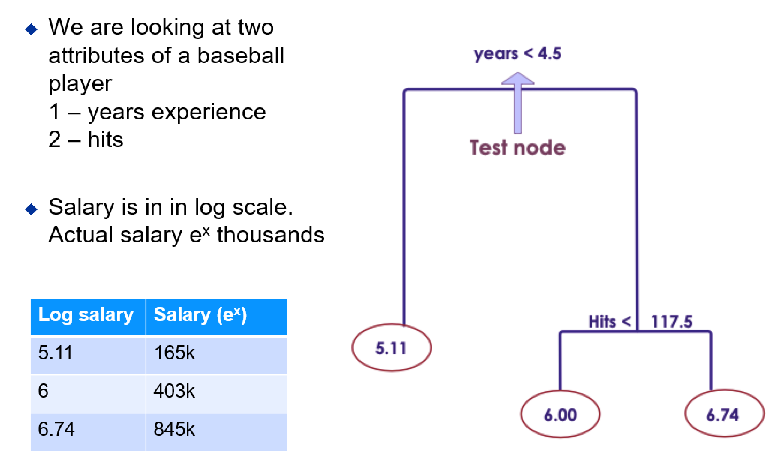 We are looking at two
attributes of a baseball
player
1 – years experience
2 – hits
Salary is in in log scale.
Actual salary eˣ thousands
Log salary Salary (eˣ)
5.11 165k
6 403k
6.74 845k
years < 4.5
Test node
Hits < 117.5
5.11
6.00
6.74